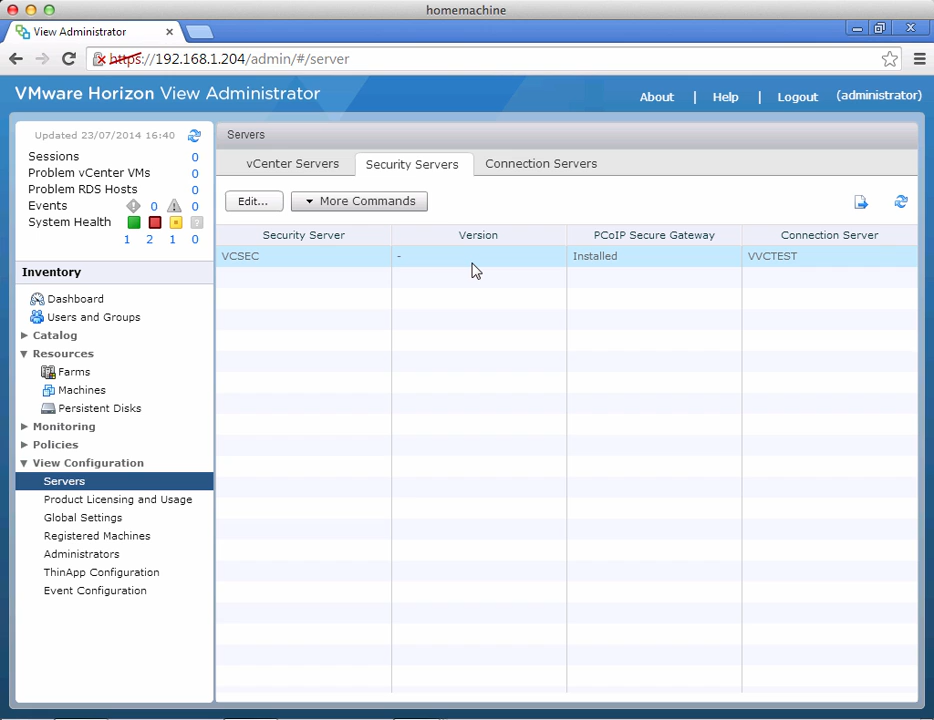 homemachine
View Administrator
https://192.168.1.204/admin/#/server
VMware Horizon View Administrator
About | Help | Logout (administrator)
Updated 23/07/2014 16:40
Sessions 0
Problem vCenter VMs 0
Problem RDS Hosts 0
Events 0 0
System Health
1 2 1 0
Inventory
Dashboard
Users and Groups
Catalog
Resources
Farms
Machines
Persistent Disks
Monitoring
Policies
View Configuration
Servers
Product Licensing and Usage
Global Settings
Registered Machines
Administrators
ThinApp Configuration
Event Configuration
Servers
vCenter Servers Security Servers Connection Servers
Edit... More Commands
Security Server Version PCoIP Secure Gateway Connection Server
VCSEC - Installed VVCTEST